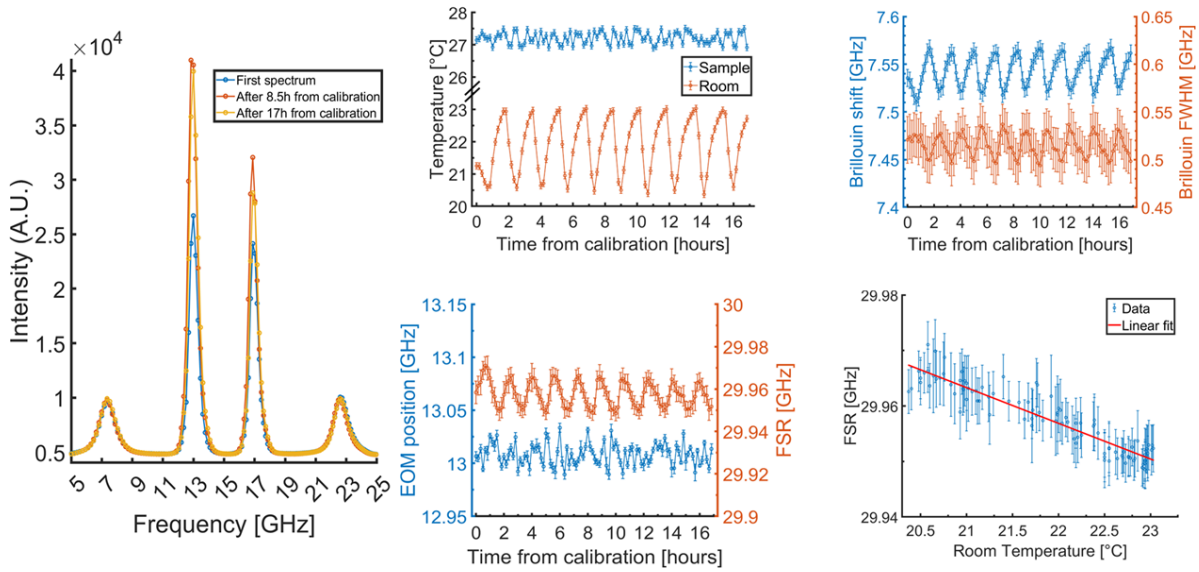 ×10⁴
4
3.5
3
2.5
2
1.5
1
0.5
Intensity (A.U.)
First spectrum
After 8.5h from calibration
After 17h from calibration
5 7 9 11 13 15 17 19 21 23 25
Frequency [GHz]
28
27
26
23
22
21
20
Temperature [°C]
Sample
Room
0 2 4 6 8 10 12 14 16
Time from calibration [hours]
7.6
7.55
7.5
7.45
7.4
Brillouin shift [GHz]
0.65
0.6
0.55
0.5
0.45
Brillouin FWHM [GHz]
0 2 4 6 8 10 12 14 16
Time from calibration [hours]
13.15
13.1
13.05
13
12.95
EOM position [GHz]
30
29.98
29.96
29.94
29.92
29.9
FSR [GHz]
0 2 4 6 8 10 12 14 16
Time from calibration [hours]
29.98
29.96
29.94
FSR [GHz]
Data
Linear fit
20.5 21 21.5 22 22.5 23
Room Temperature [°C]